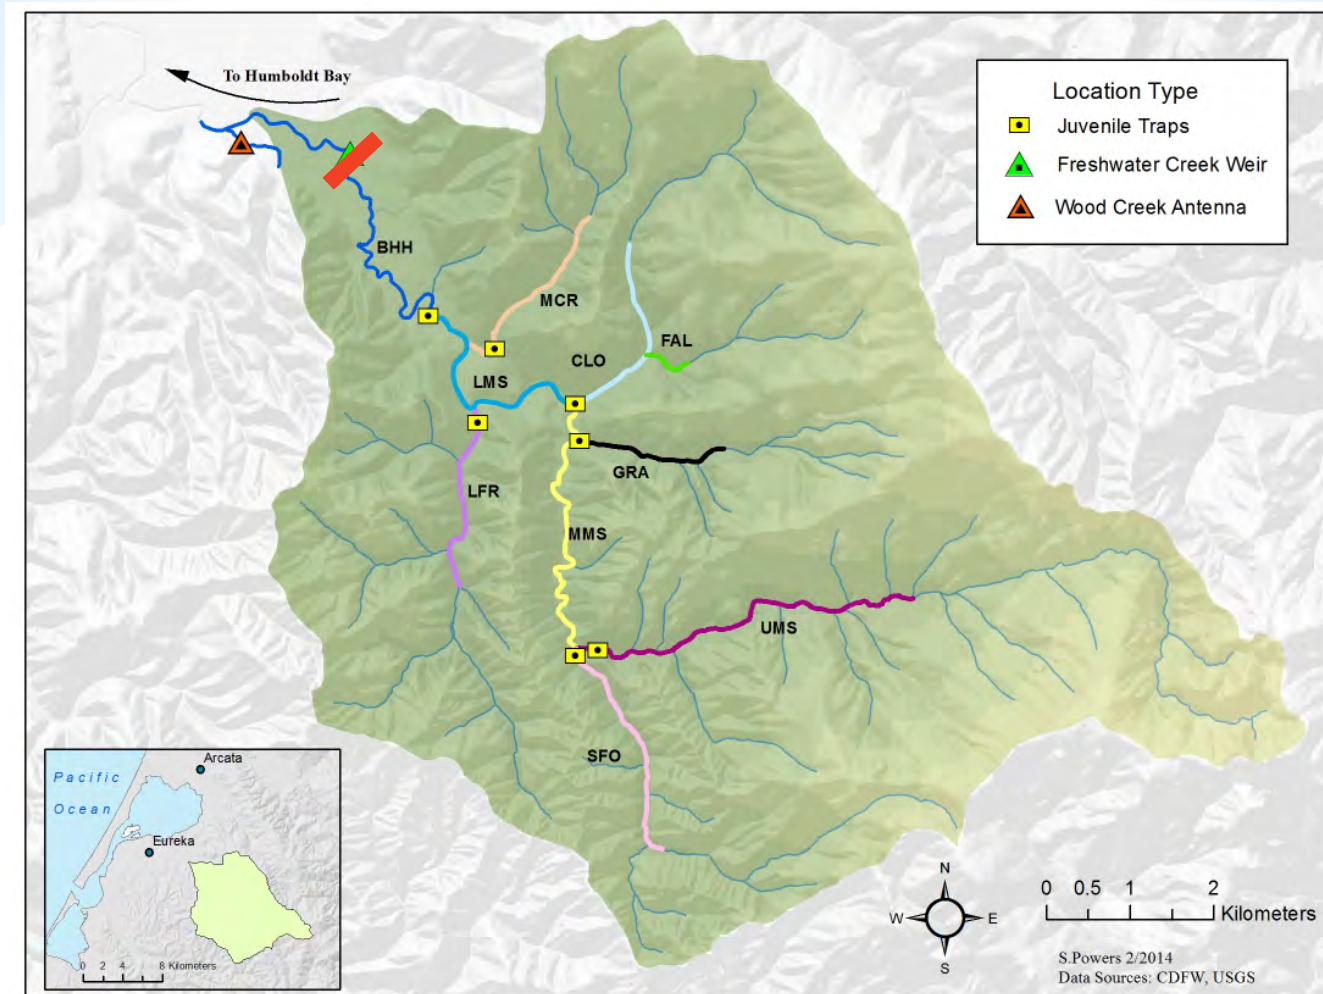 To Humboldt Bay
Location Type
Juvenile Traps
Freshwater Creek Weir
Wood Creek Antenna
BHH
MCR
FAL
CLO
LMS
GRA
LFR
MMS
UMS
SFO
Arcata
Pacific
Ocean
Eureka
0 2 4 8 Kilometers
N
W E
S
0 0.5 1 2
Kilometers
S.Powers 2/2014
Data Sources: CDFW, USGS